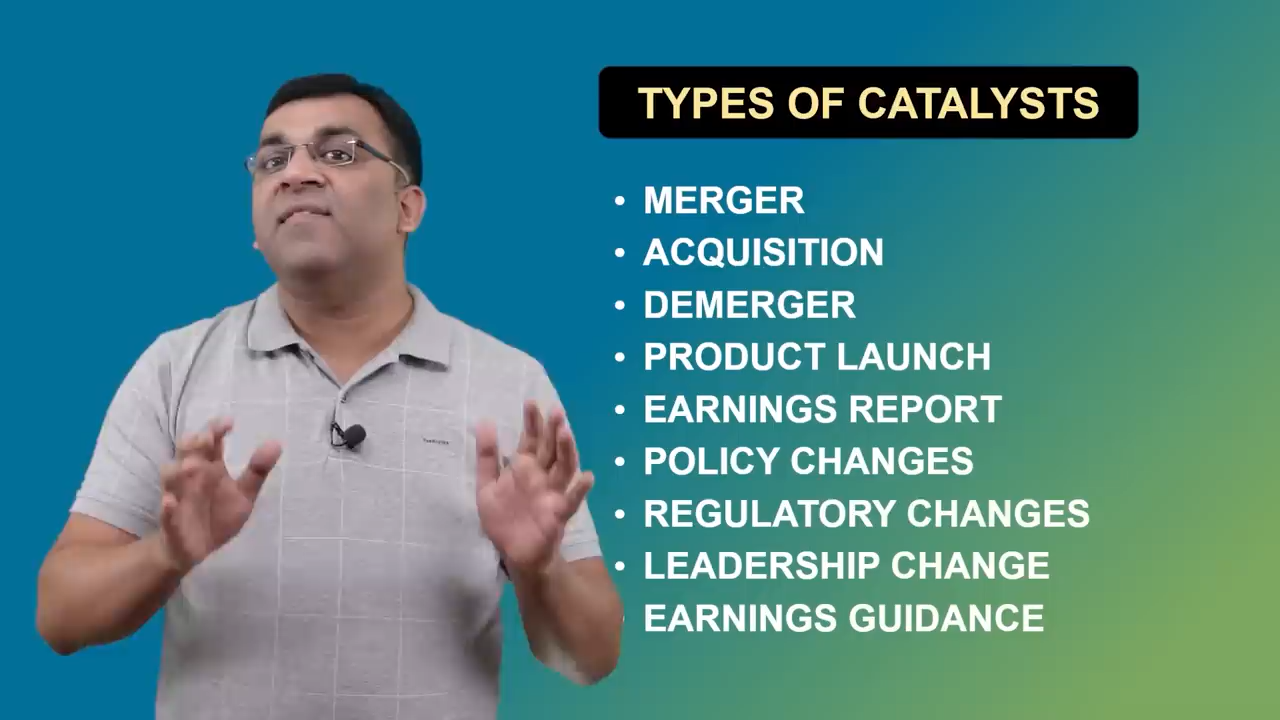 TYPES OF CATALYSTS
• MERGER
• ACQUISITION
• DEMERGER
• PRODUCT LAUNCH
• EARNINGS REPORT
• POLICY CHANGES
• REGULATORY CHANGES
• LEADERSHIP CHANGE
EARNINGS GUIDANCE